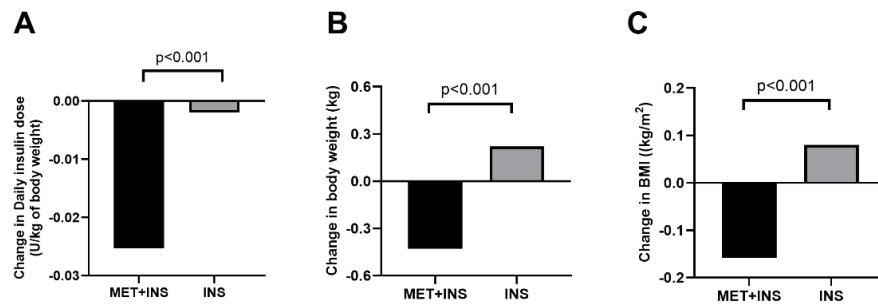 A
p<0.001
Change in Daily insulin dose
(U/kg of body weight)
0.00
-0.01
-0.02
-0.03
MET+INS
INS
B
p<0.001
Change in body weight (kg)
0.6
0.3
0.0
-0.3
-0.6
MET+INS
INS
C
p<0.001
Change in BMI ((kg/m²)
0.2
0.1
0.0
-0.1
-0.2
MET+INS
INS